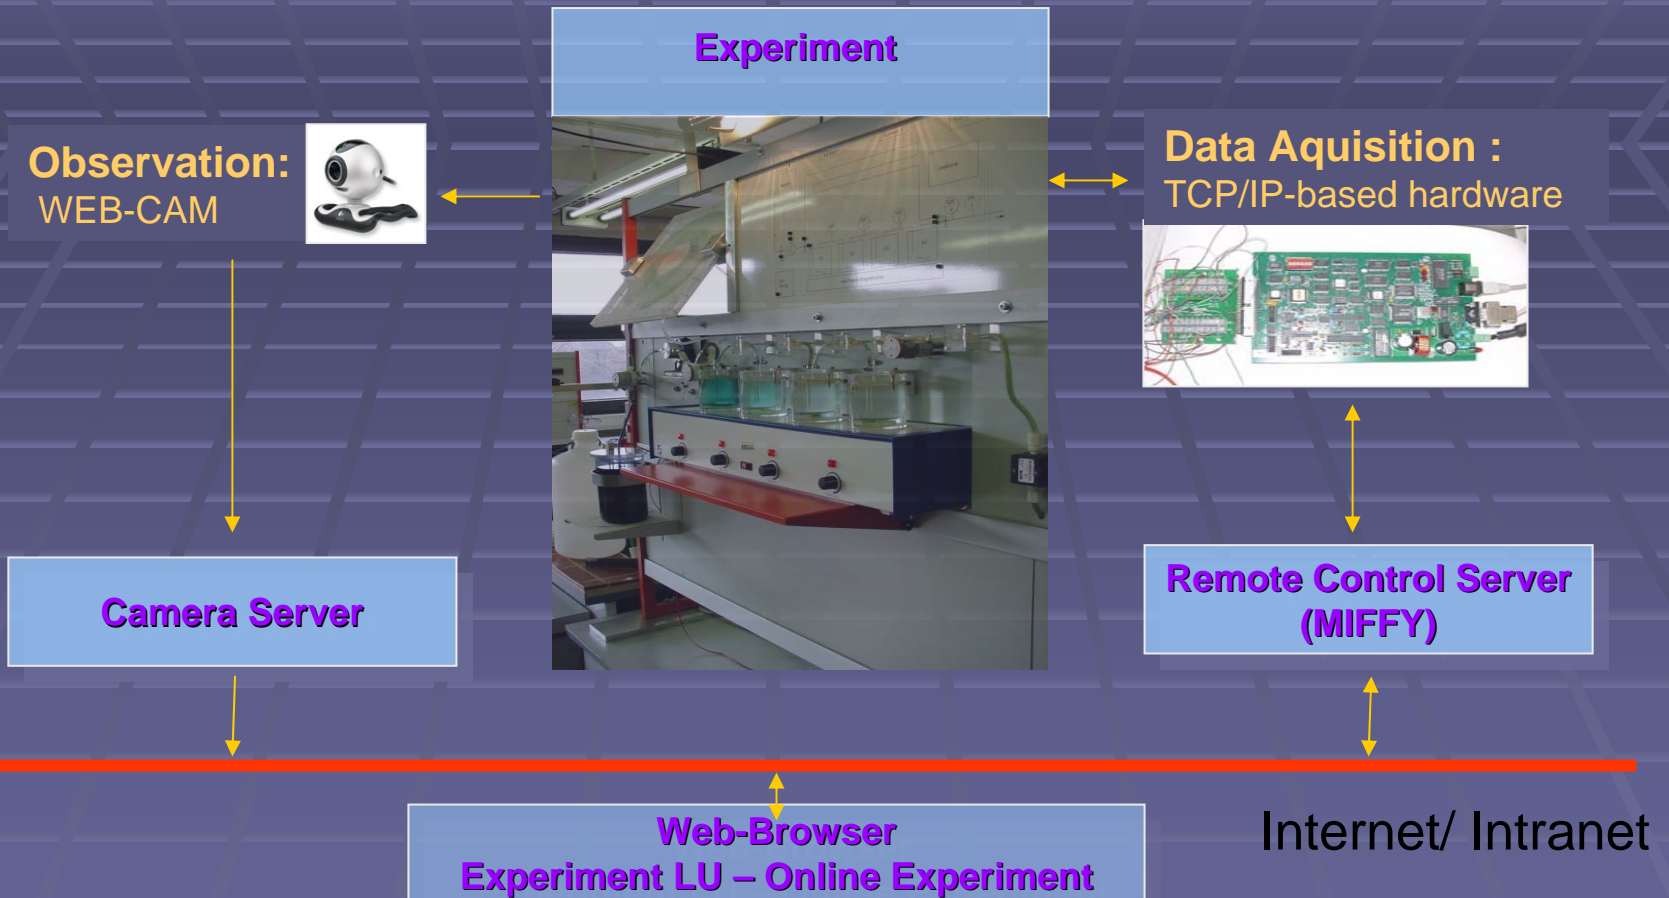 Experiment
Observation:
WEB-CAM
Data Aquisition :
TCP/IP-based hardware
Camera Server
Remote Control Server
(MIFFY)
Internet/ Intranet
Web-Browser
Experiment LU – Online Experiment